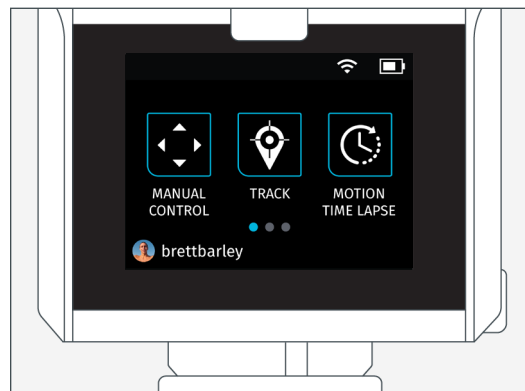 MANUAL
CONTROL
TRACK
MOTION
TIME LAPSE
brettbarley